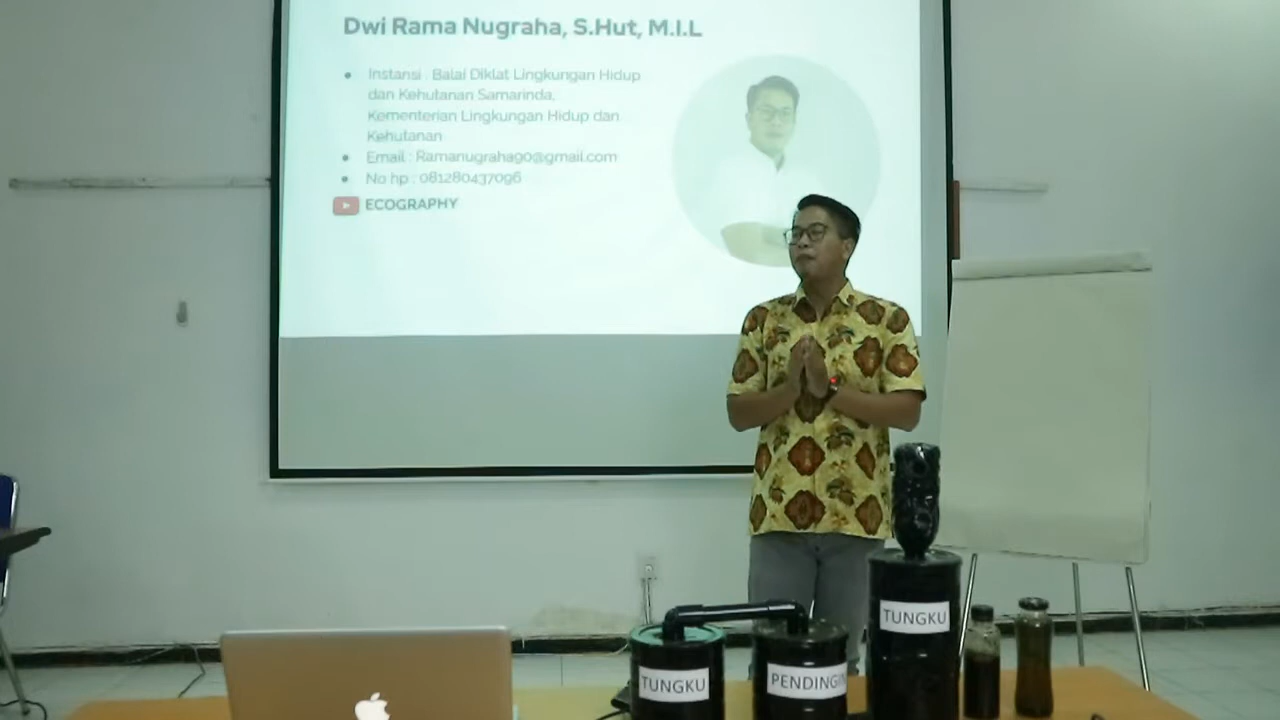 Dwi Rama Nugraha, S.Hut, M.I.L
Instansi : Balai Diklat Lingkungan Hidup
dan Kehutanan Samarinda,
Kementerian Lingkungan Hidup dan
Kehutanan
Email : Ramanugraha90@gmail.com
No hp : 081280437096
ECOGRAPHY
TUNGKU
TUNGKU
PENDINGIN